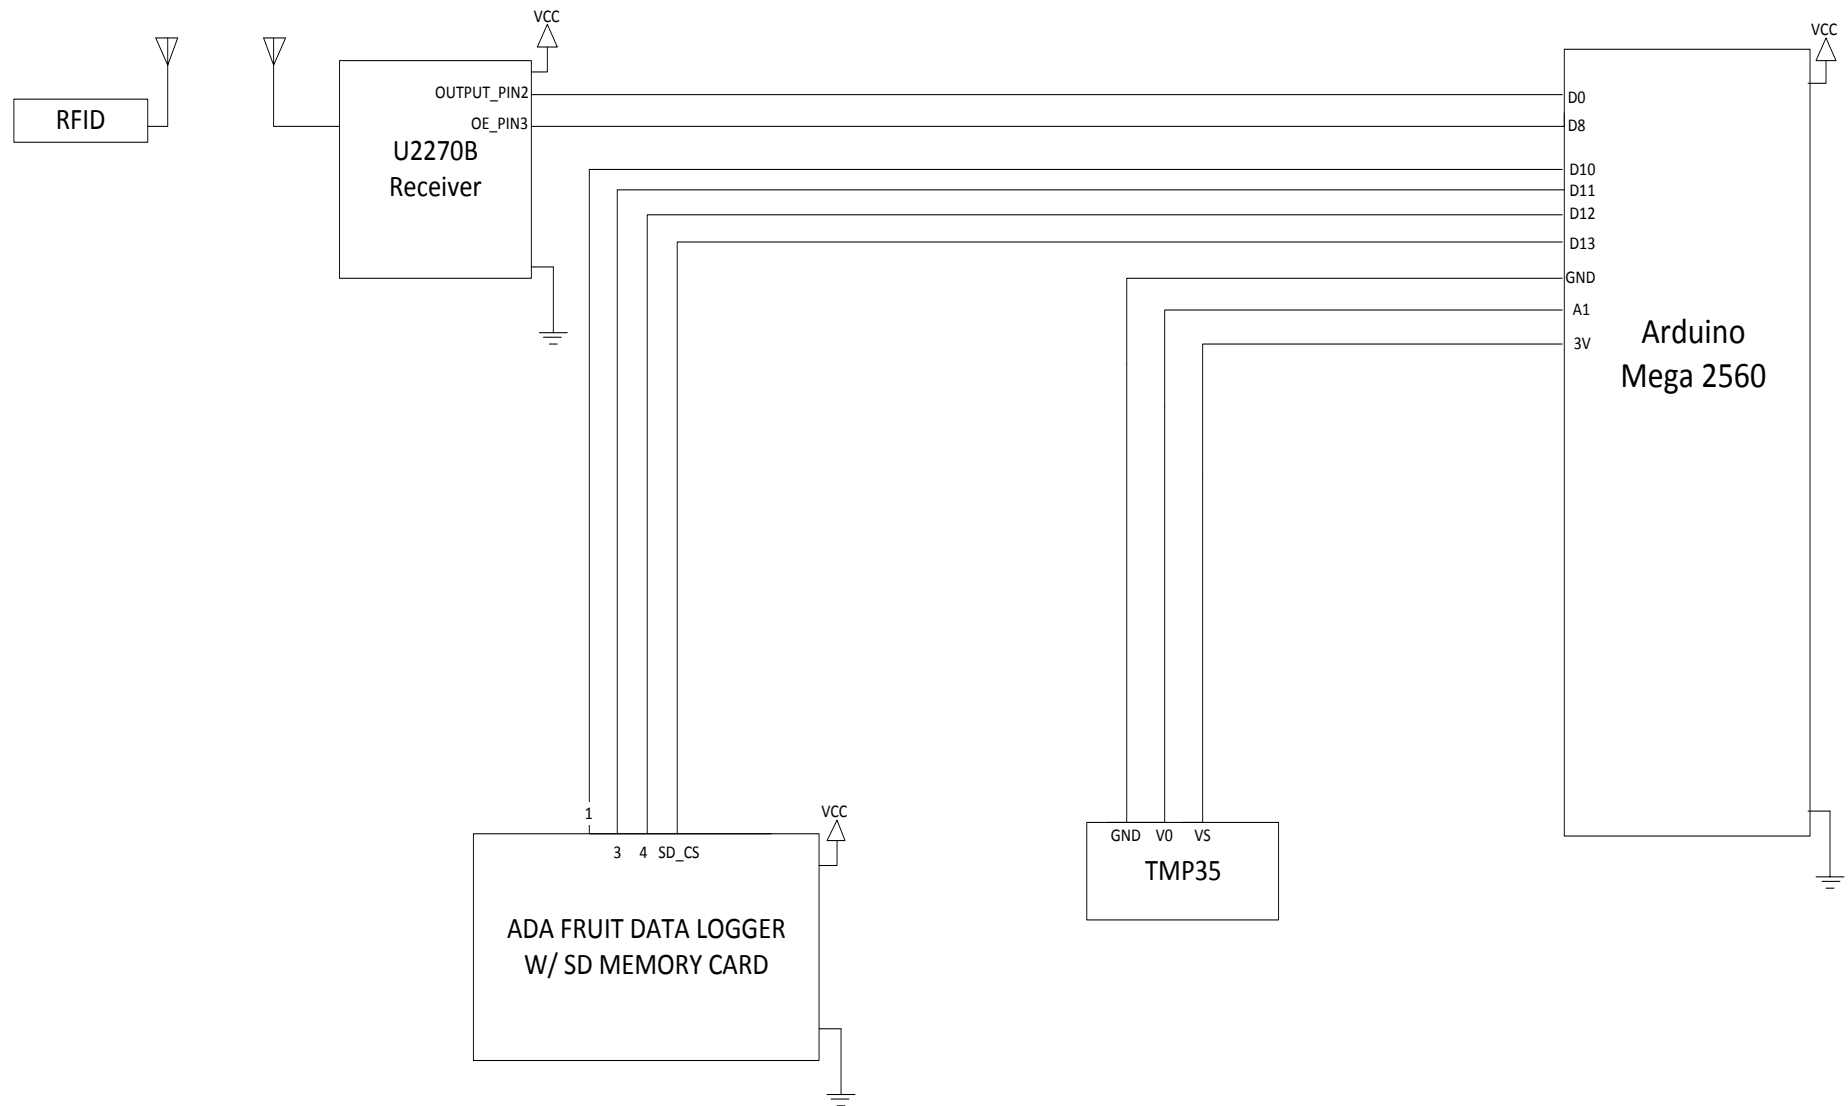 VCC
VCC
RFID
OUTPUT_PIN2
OE_PIN3
U2270B
Receiver
D0
D8
D10
D11
D12
D13
GND
A1
3V
Arduino
Mega 2560
1
VCC
3 4 SD_CS
ADA FRUIT DATA LOGGER
W/ SD MEMORY CARD
GND V0 VS
TMP35